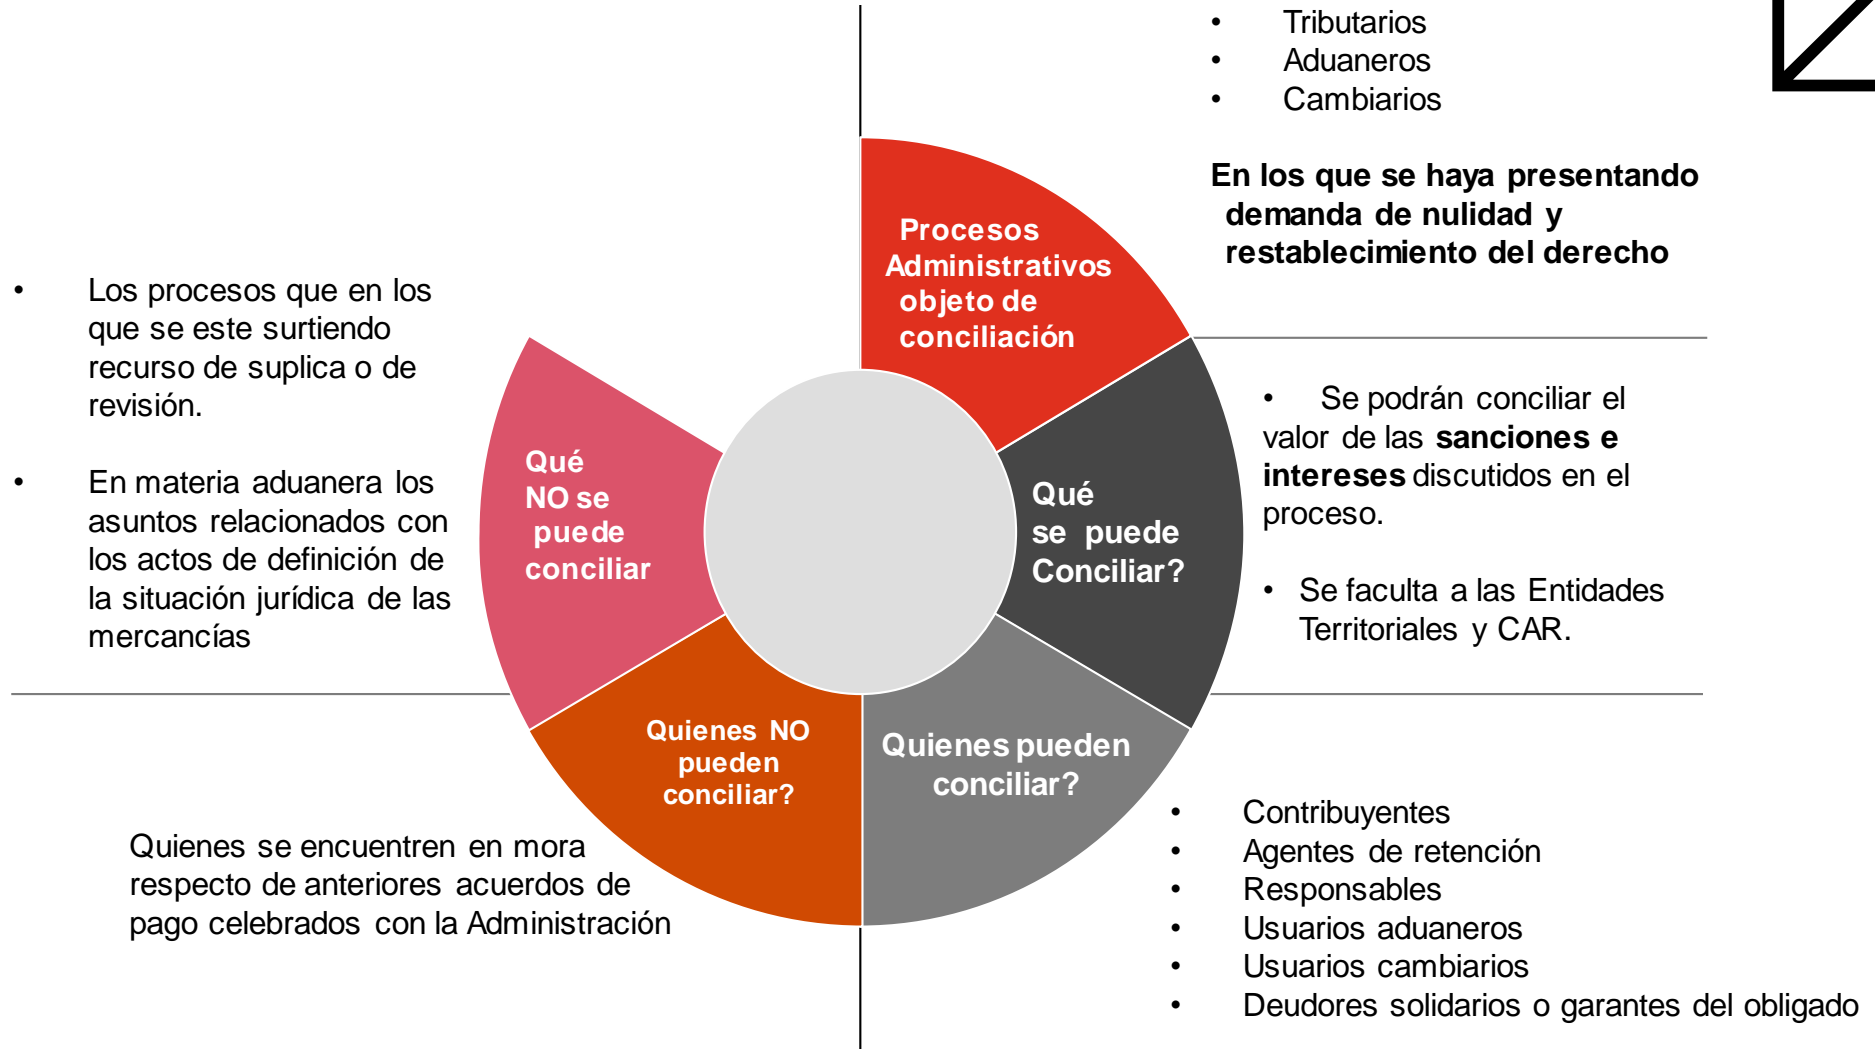 • Tributarios
• Aduaneros
• Cambiarios
En los que se haya presentando
demanda de nulidad y
restablecimiento del derecho
Procesos
Administrativos
objeto de
conciliación
• Se podrán conciliar el
valor de las sanciones e
intereses discutidos en el
proceso.
• Se faculta a las Entidades
Territoriales y CAR.
Qué
se puede
Conciliar?
Quienes pueden
conciliar?
• Contribuyentes
• Agentes de retención
• Responsables
• Usuarios aduaneros
• Usuarios cambiarios
• Deudores solidarios o garantes del obligado
Quienes NO
pueden
conciliar?
Quienes se encuentren en mora
respecto de anteriores acuerdos de
pago celebrados con la Administración
Qué
NO se
puede
conciliar
• Los procesos que en los
que se este surtiendo
recurso de suplica o de
revisión.
• En materia aduanera los
asuntos relacionados con
los actos de definición de
la situación jurídica de las
mercancías